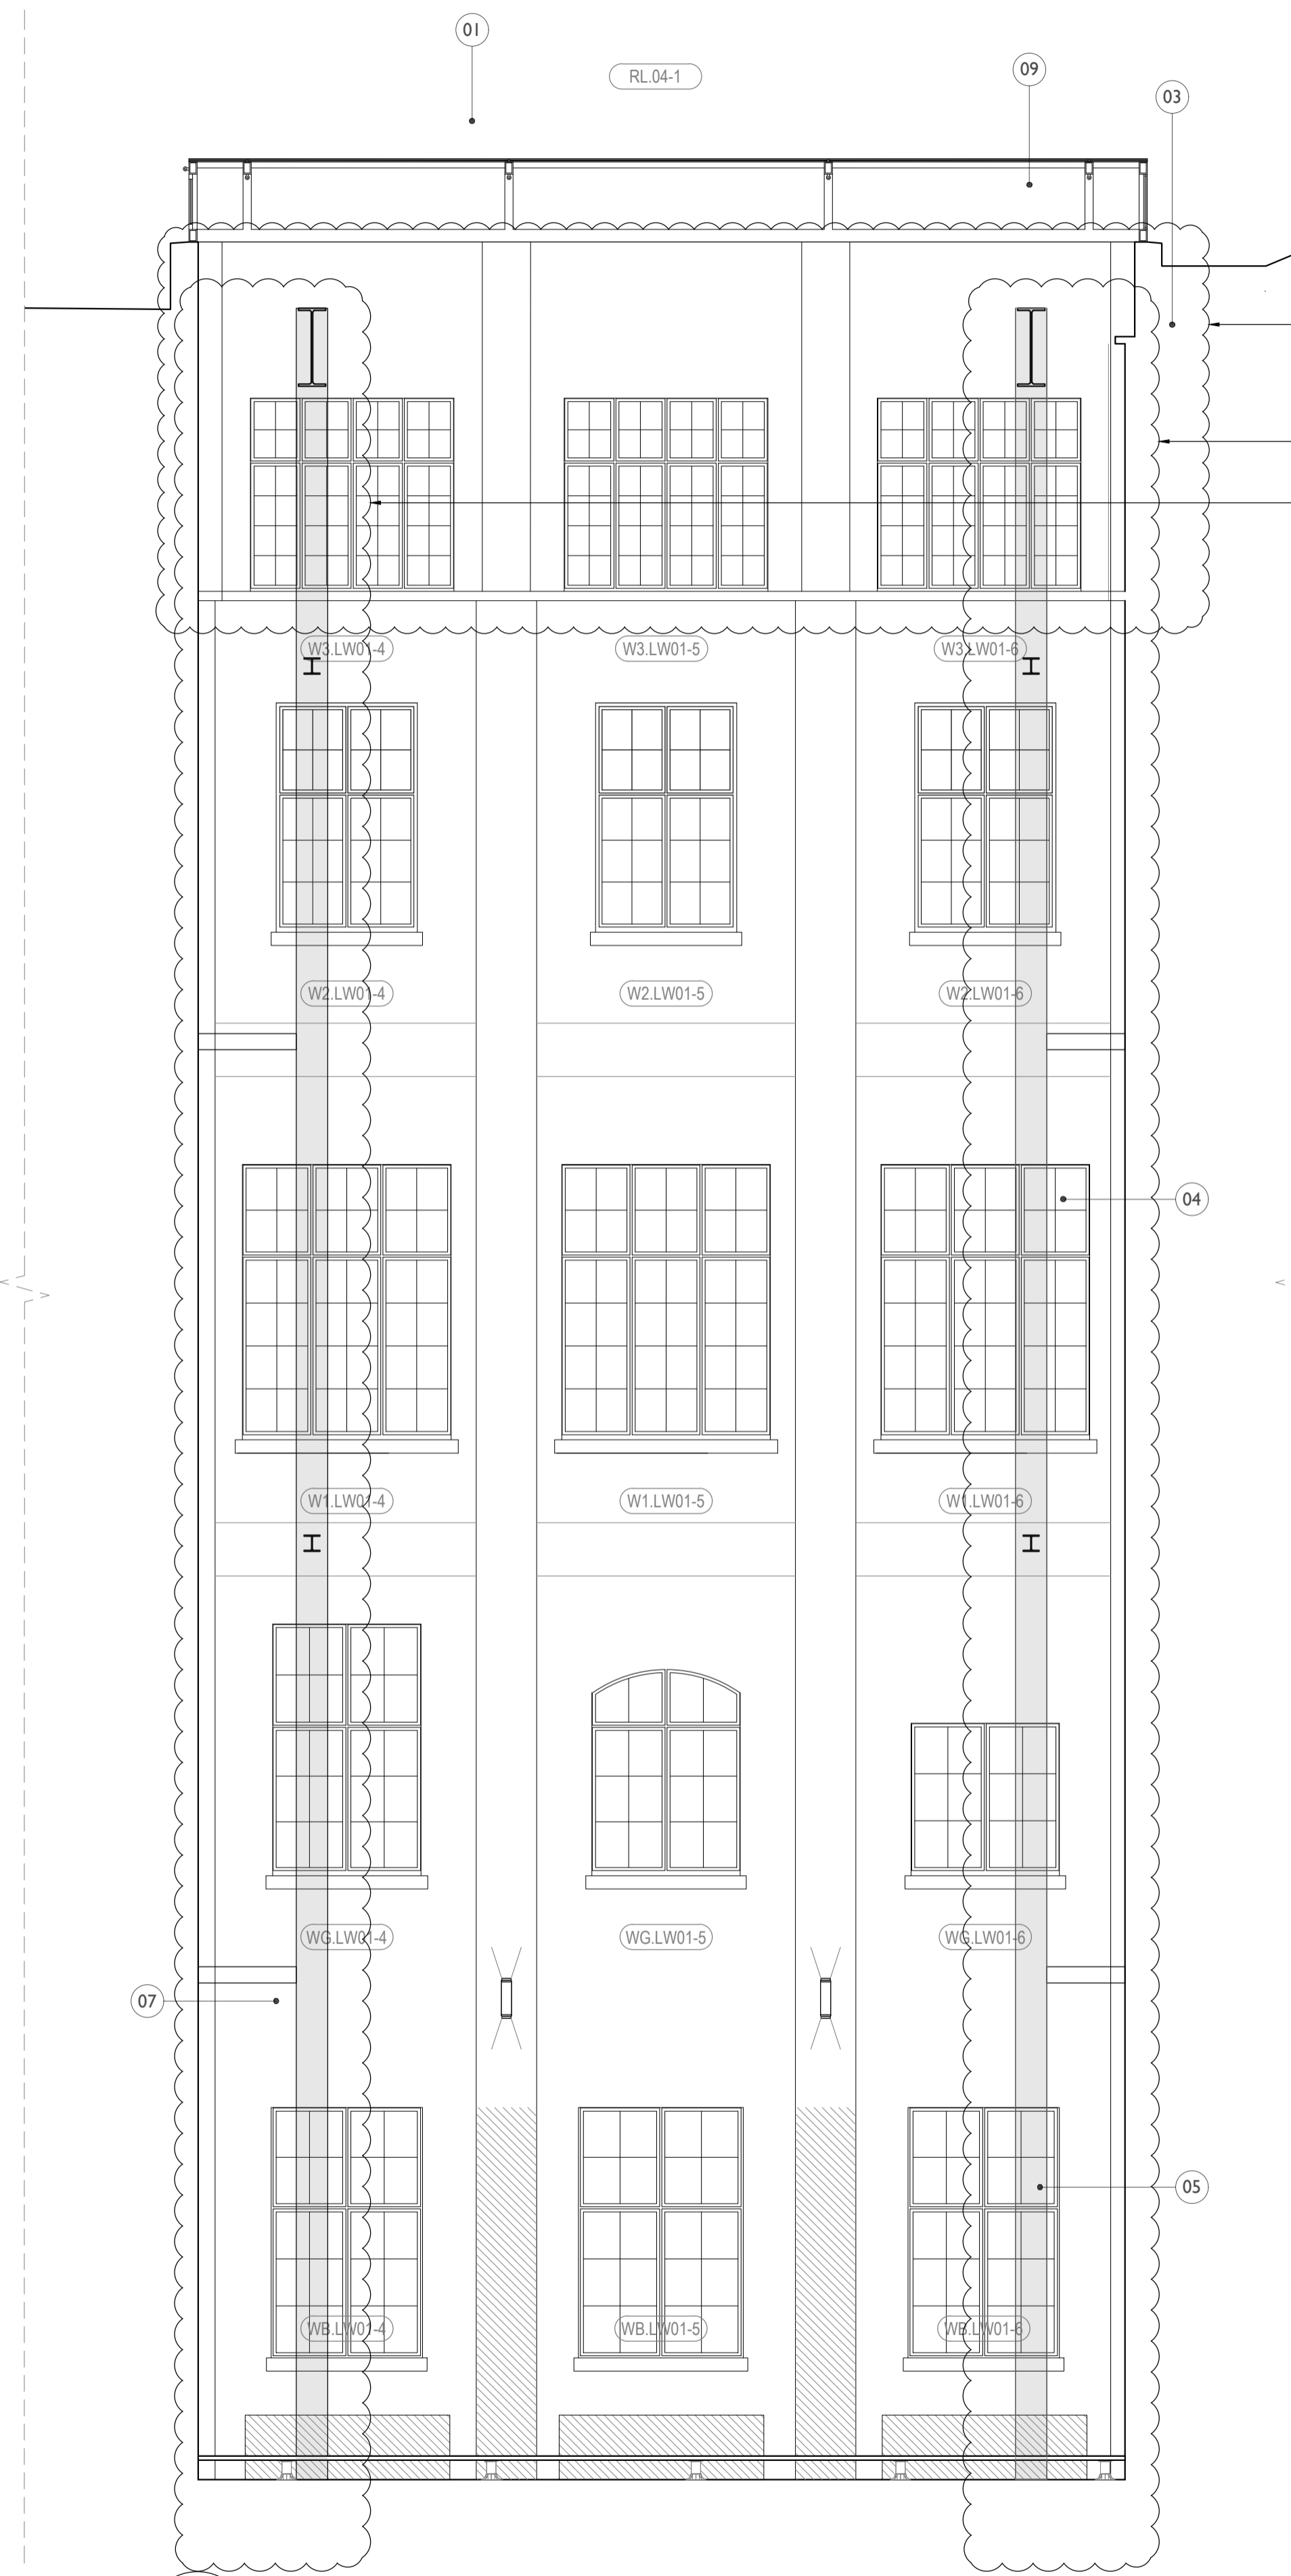 01
RL.04-1
09
03
W3.LW01-4 W3.LW01-5 W3.LW01-6
W2.LW01-4 W2.LW01-5 W2.LW01-6
04
W1.LW01-4 W1.LW01-5 W1.LW01-6
WG.LW01-4 WG.LW01-5 WG.LW01-6
07
05
WB.LW01-4 WB.LW01-5 WB.LW01-6